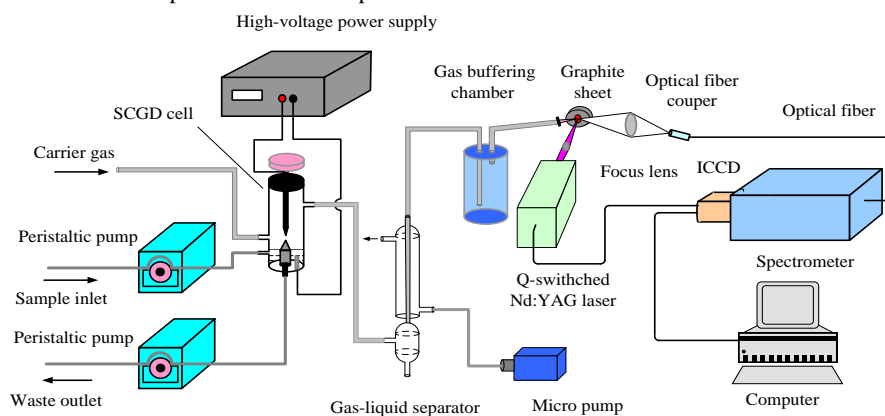 High-voltage power supply
SCGD cell
Carrier gas
Peristaltic pump
Sample inlet
Peristaltic pump
Waste outlet
Gas buffering
chamber
Graphite
sheet
Optical fiber
couper
Optical fiber
Focus lens
ICCD
Q-swithched
Nd:YAG laser
Spectrometer
Gas-liquid separator
Micro pump
Computer